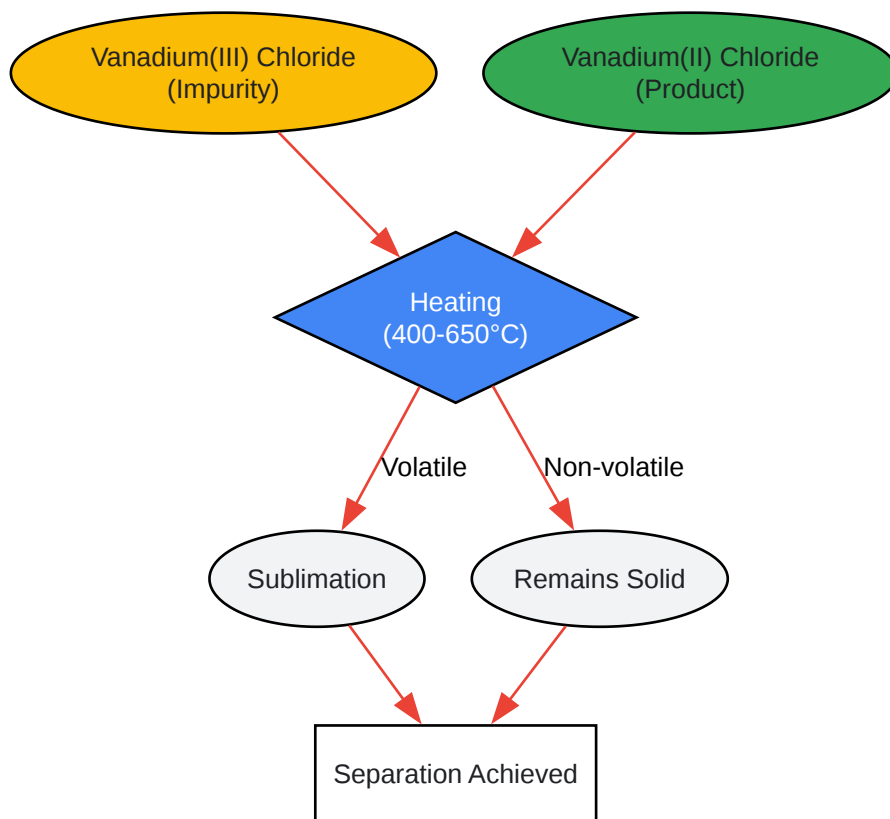 Vanadium(III) Chloride
(Impurity)
Vanadium(II) Chloride
(Product)
Heating
(400-650°C)
Volatile
Non-volatile
Sublimation
Remains Solid
Separation Achieved